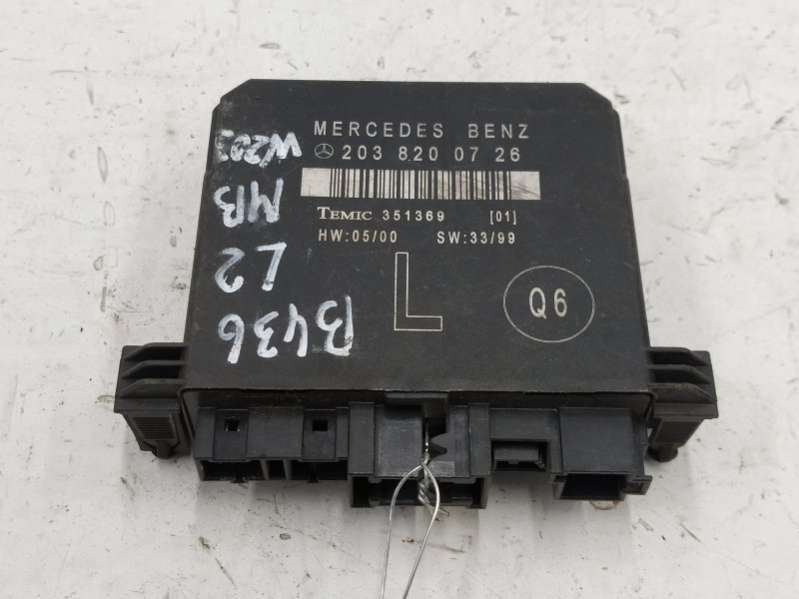 MERCEDES BENZ
203 820 07 26
TEMIC 351369 [01]
HW:05/00 SW:33/99
L
Q6
W203
MB
L2
B436